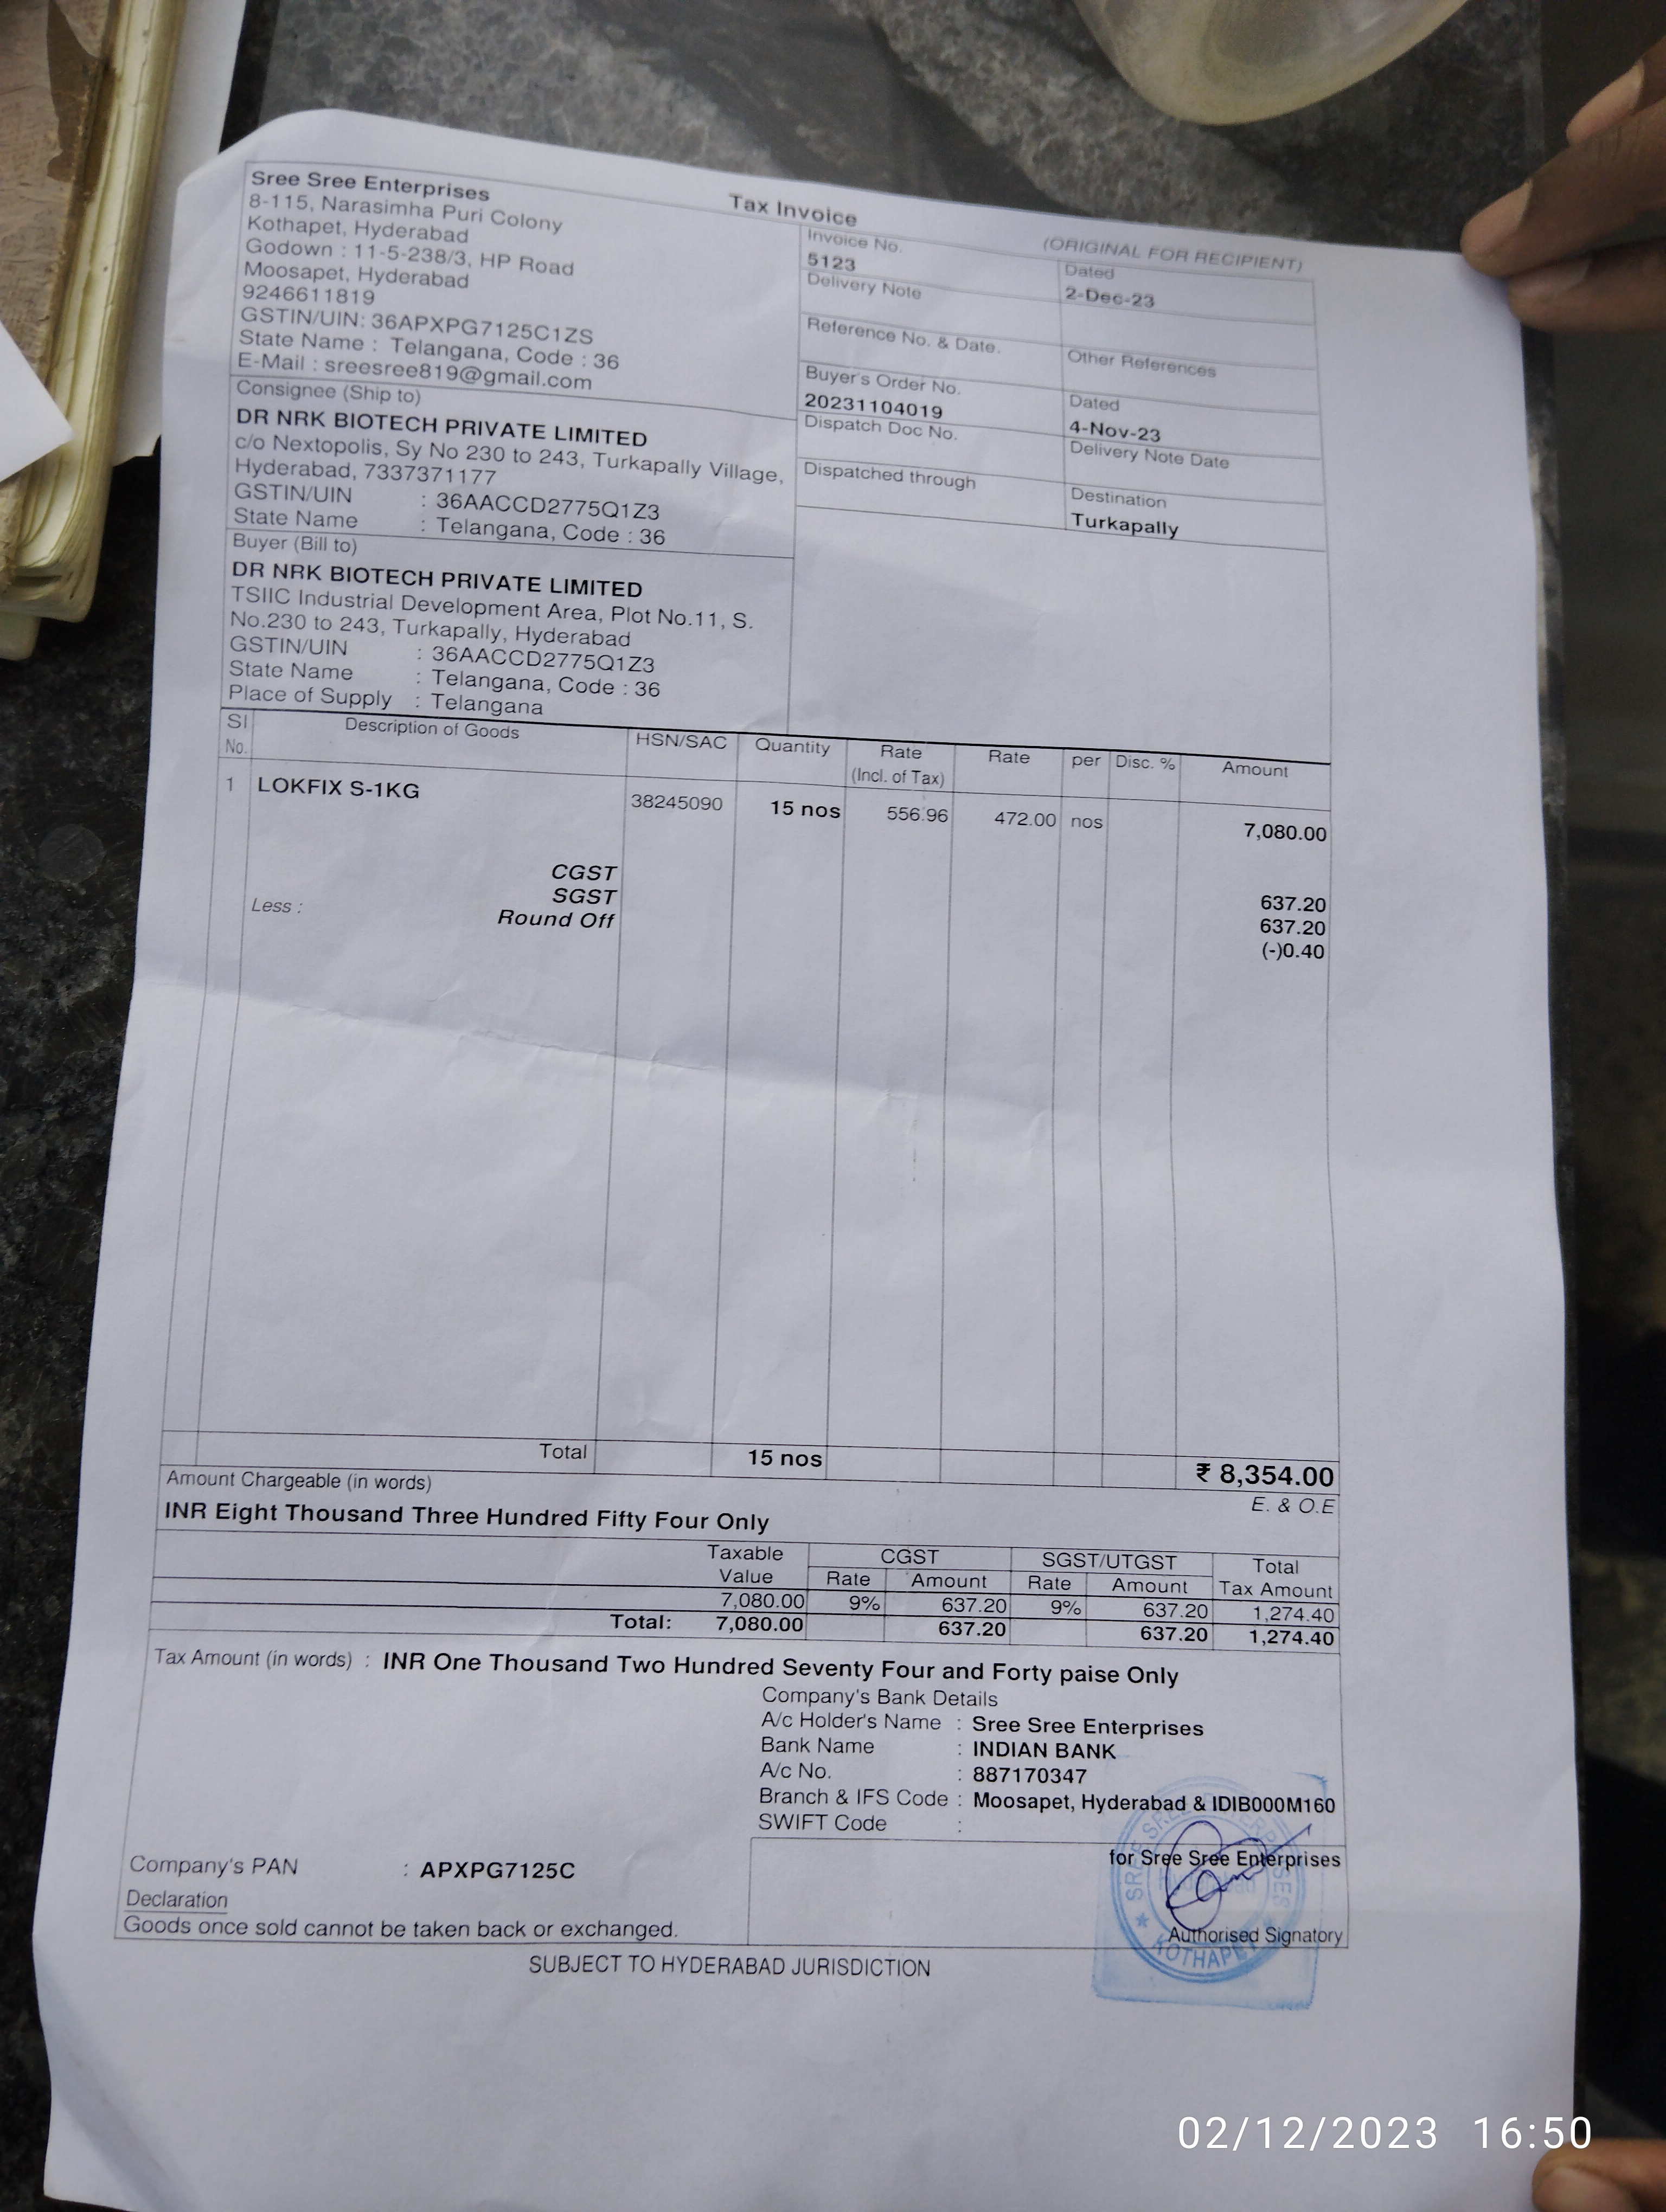 Tax Invoice
(ORIGINAL FOR RECIPIENT)
Sree Sree Enterprises
8-115, Narasimha Puri Colony
Kothapet, Hyderabad
Godown : 11-5-238/3, HP Road
Moosapet, Hyderabad
9246611819
GSTIN/UIN: 36APXPG7125C1ZS
State Name : Telangana, Code : 36
E-Mail : sreesree819@gmail.com
Invoice No.
5123
Dated
2-Dec-23
Delivery Note
Reference No. & Date.
Other References
Buyer's Order No.
20231104019
Dated
4-Nov-23
Dispatch Doc No.
Delivery Note Date
Dispatched through
Destination
Turkapally
Consignee (Ship to)
DR NRK BIOTECH PRIVATE LIMITED
c/o Nextopolis, Sy No 230 to 243, Turkapally Village,
Hyderabad, 7337371177
GSTIN/UIN : 36AACCD2775Q1Z3
State Name : Telangana, Code : 36
Buyer (Bill to)
DR NRK BIOTECH PRIVATE LIMITED
TSIIC Industrial Development Area, Plot No.11, S.
No.230 to 243, Turkapally, Hyderabad
GSTIN/UIN : 36AACCD2775Q1Z3
State Name : Telangana, Code : 36
Place of Supply : Telangana
Sl No. Description of Goods HSN/SAC Quantity Rate (Incl. of Tax) Rate per Disc. % Amount
1 LOKFIX S-1KG 38245090 15 nos 556.96 472.00 nos 7,080.00
CGST 637.20
SGST 637.20
Less : Round Off (-)0.40
Total 15 nos ₹ 8,354.00
Amount Chargeable (in words) E. & O.E
INR Eight Thousand Three Hundred Fifty Four Only
Taxable Value CGST SGST/UTGST Total Tax Amount
Rate Amount Rate Amount
7,080.00 9% 637.20 9% 637.20 1,274.40
Total: 7,080.00 637.20 637.20 1,274.40
Tax Amount (in words) : INR One Thousand Two Hundred Seventy Four and Forty paise Only
Company's Bank Details
A/c Holder's Name : Sree Sree Enterprises
Bank Name : INDIAN BANK
A/c No. : 887170347
Branch & IFS Code : Moosapet, Hyderabad & IDIB000M160
SWIFT Code :
Company's PAN : APXPG7125C
Declaration
Goods once sold cannot be taken back or exchanged.
for Sree Sree Enterprises
SREE SREE ENTERPRISES
KOTHAPET
Authorised Signatory
SUBJECT TO HYDERABAD JURISDICTION
02/12/2023 16:50